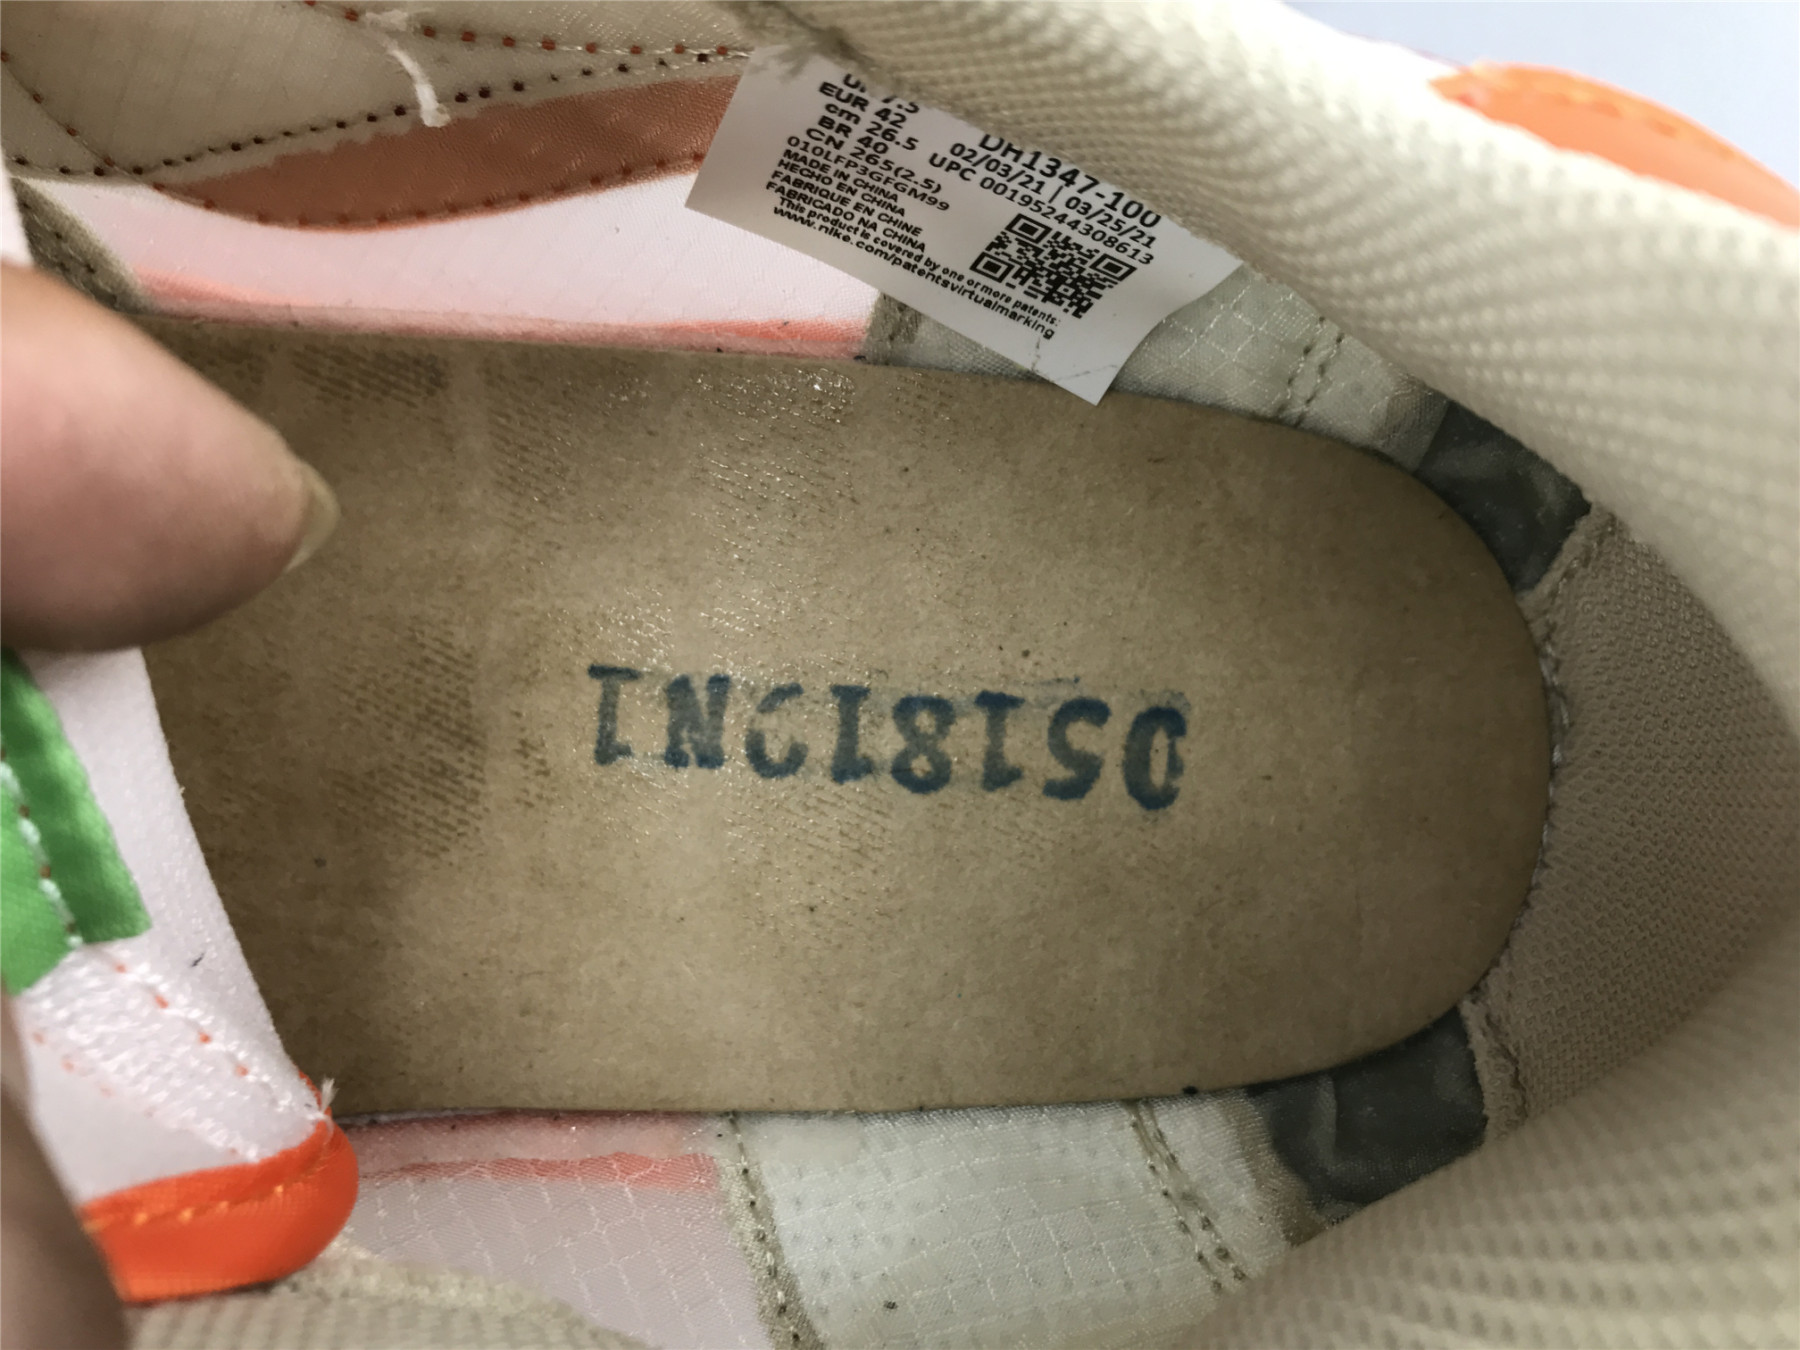 7.5
EUR 42
cm 26.5
BR 40
CN 265(2.5)
010LFP3GFGM99
MADE IN CHINA
HECHO EN CHINA
FABRIQUE EN CHINE
FABRICADO NA CHINA
This product is covered by one or more patents:
www.nike.com/patentsvirtualmarking
DH1347-100
02/03/21 | 03/25/21
UPC 00195244308613